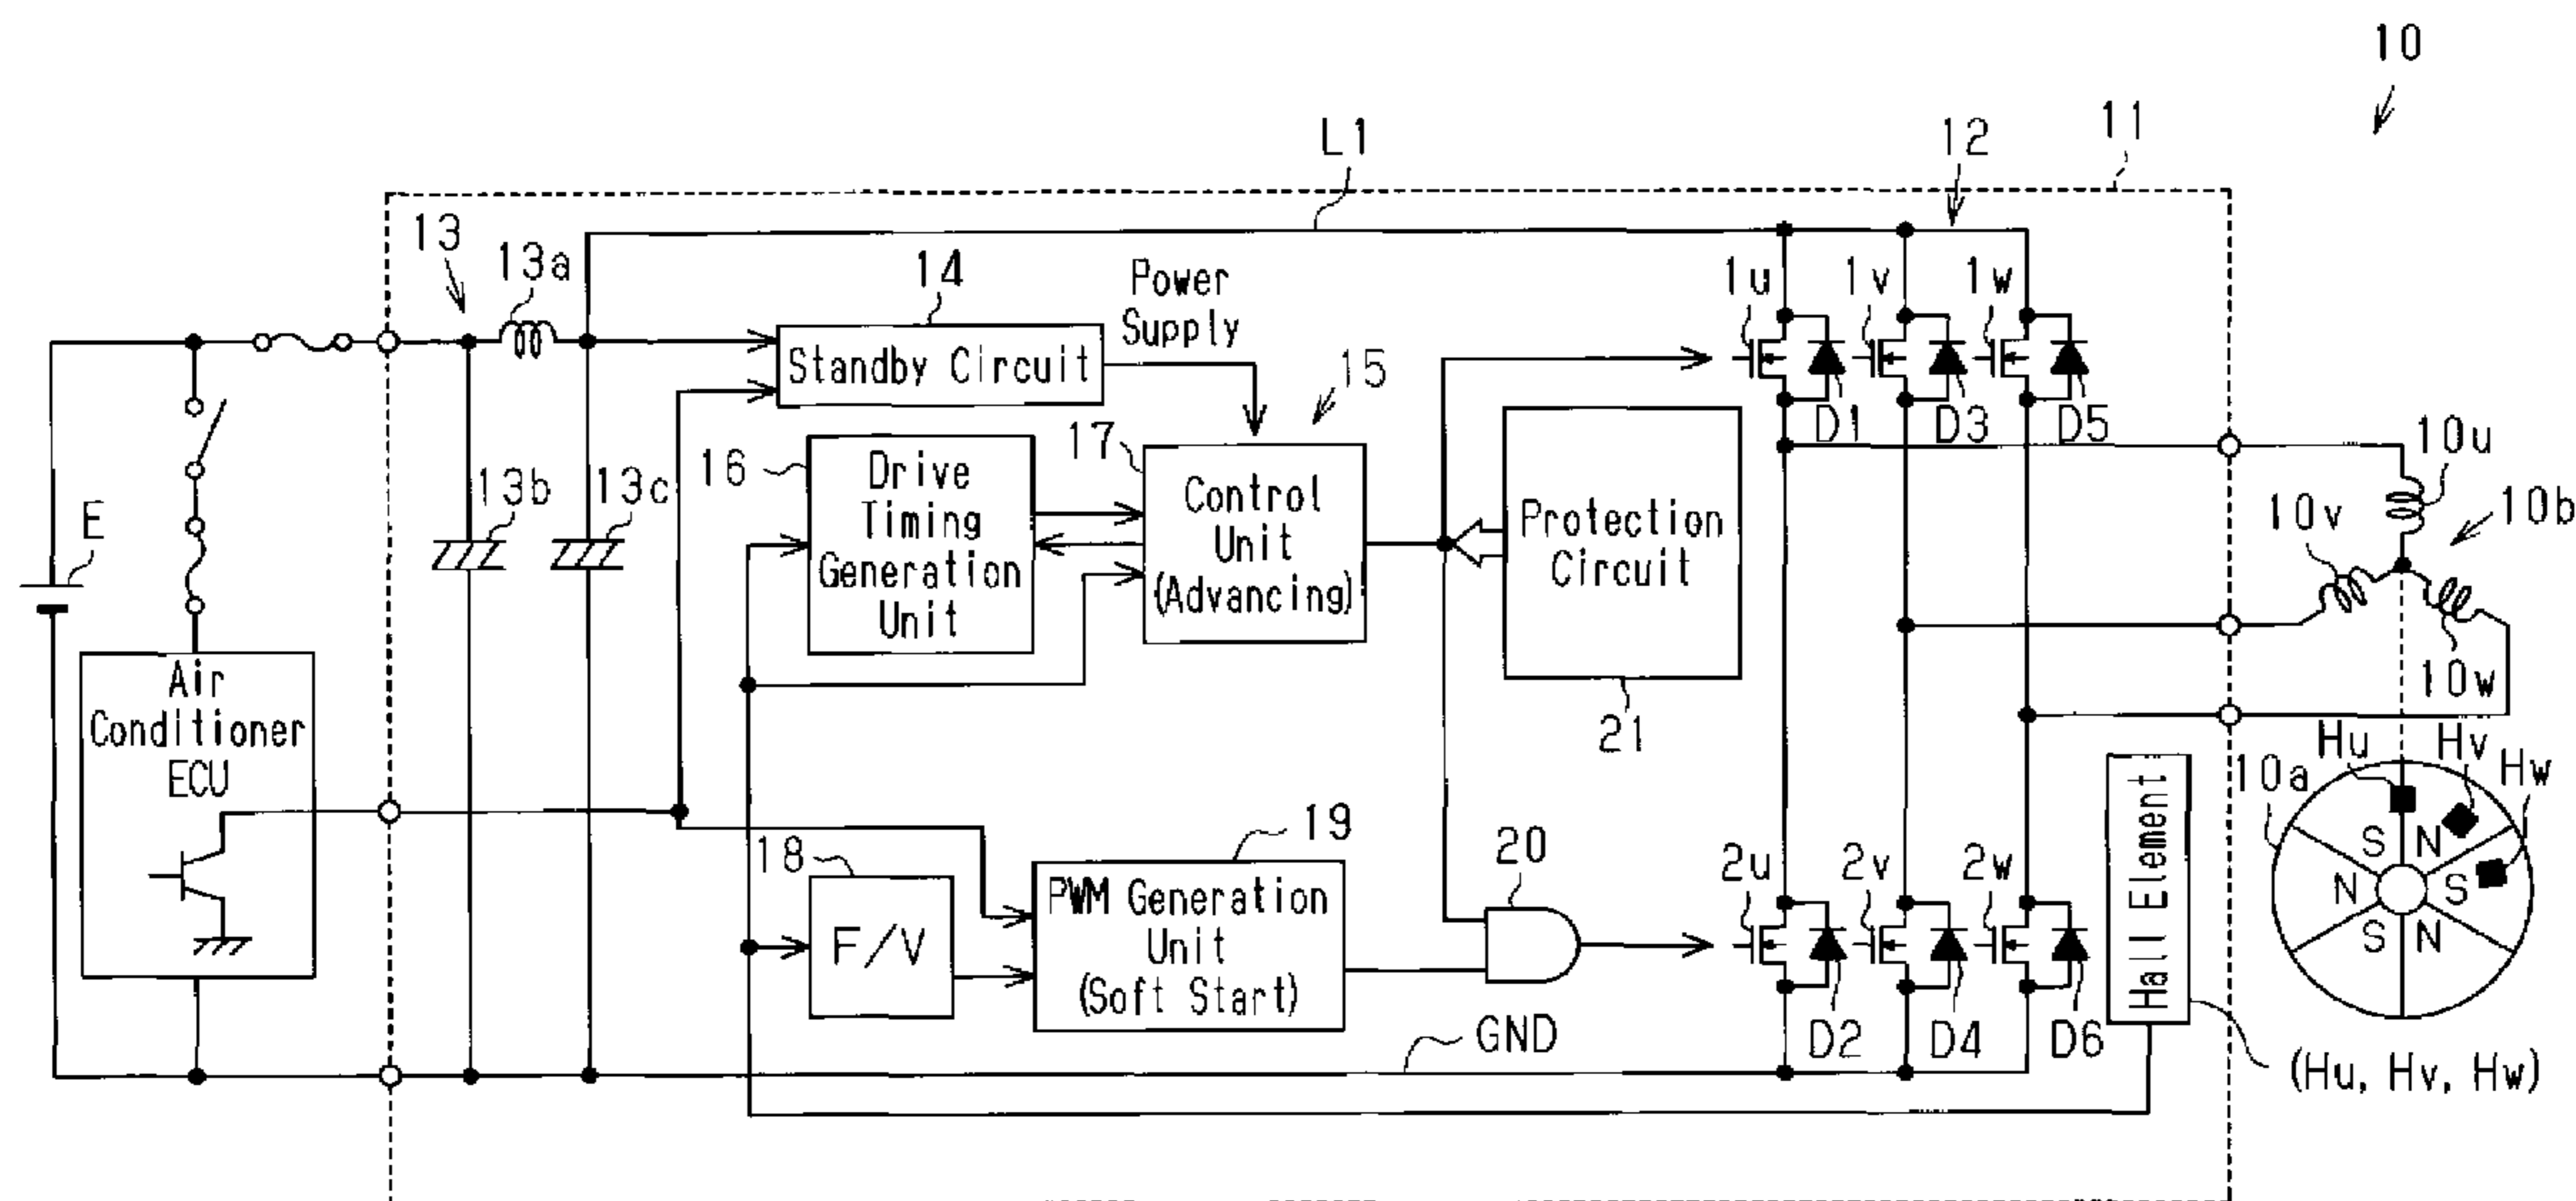 10
L1
12
11
13
13a
14
Power
Supply
1u
1v
1w
Standby Circuit
15
D1
D3
D5
16
Drive
Timing
Generation
Unit
17
Control
Unit
(Advancing)
Protection
Circuit
21
10u
10v
10b
10w
E
13b
13c
Air
Conditioner
ECU
Hu
Hv
Hw
10a
S
N
S
N
S
N
18
F/V
19
PWM Generation
Unit
(Soft Start)
20
2u
2v
2w
D2
D4
D6
Hall Element
GND
(Hu, Hv, Hw)